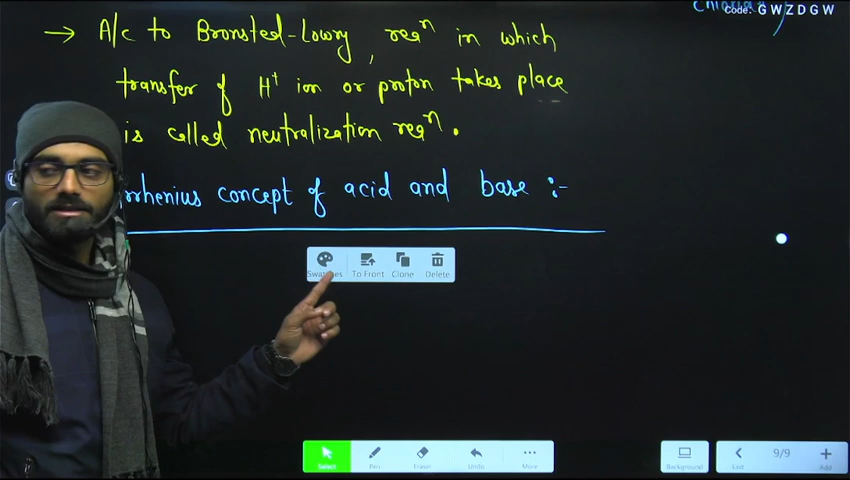 Code: G W Z D G W
→ A/c to Bronsted-Lowry, reaⁿ in which
transfer of H⁺ ion or proton takes place
is called neutralization reaⁿ.
rrhenius concept of acid and base :-
Swatches To Front Clone Delete
Select Pen Eraser Undo More
Background
Last 9/9 Add